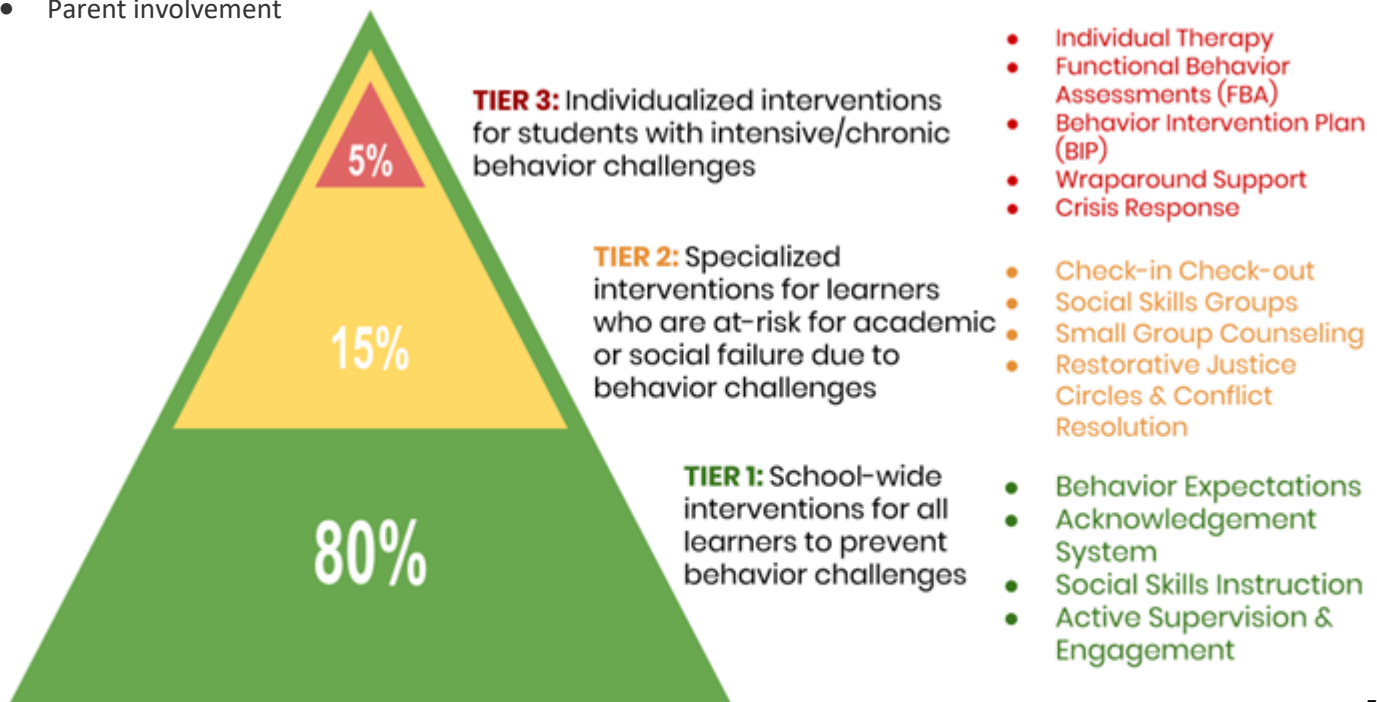 • Parent involvement
5%
15%
80%
TIER 3: Individualized interventions
for students with intensive/chronic
behavior challenges
• Individual Therapy
• Functional Behavior
Assessments (FBA)
• Behavior Intervention Plan
(BIP)
• Wraparound Support
• Crisis Response
TIER 2: Specialized
interventions for learners
who are at-risk for academic
or social failure due to
behavior challenges
• Check-in Check-out
• Social Skills Groups
• Small Group Counseling
• Restorative Justice
Circles & Conflict
Resolution
TIER 1: School-wide
interventions for all
learners to prevent
behavior challenges
• Behavior Expectations
• Acknowledgement
System
• Social Skills Instruction
• Active Supervision &
Engagement